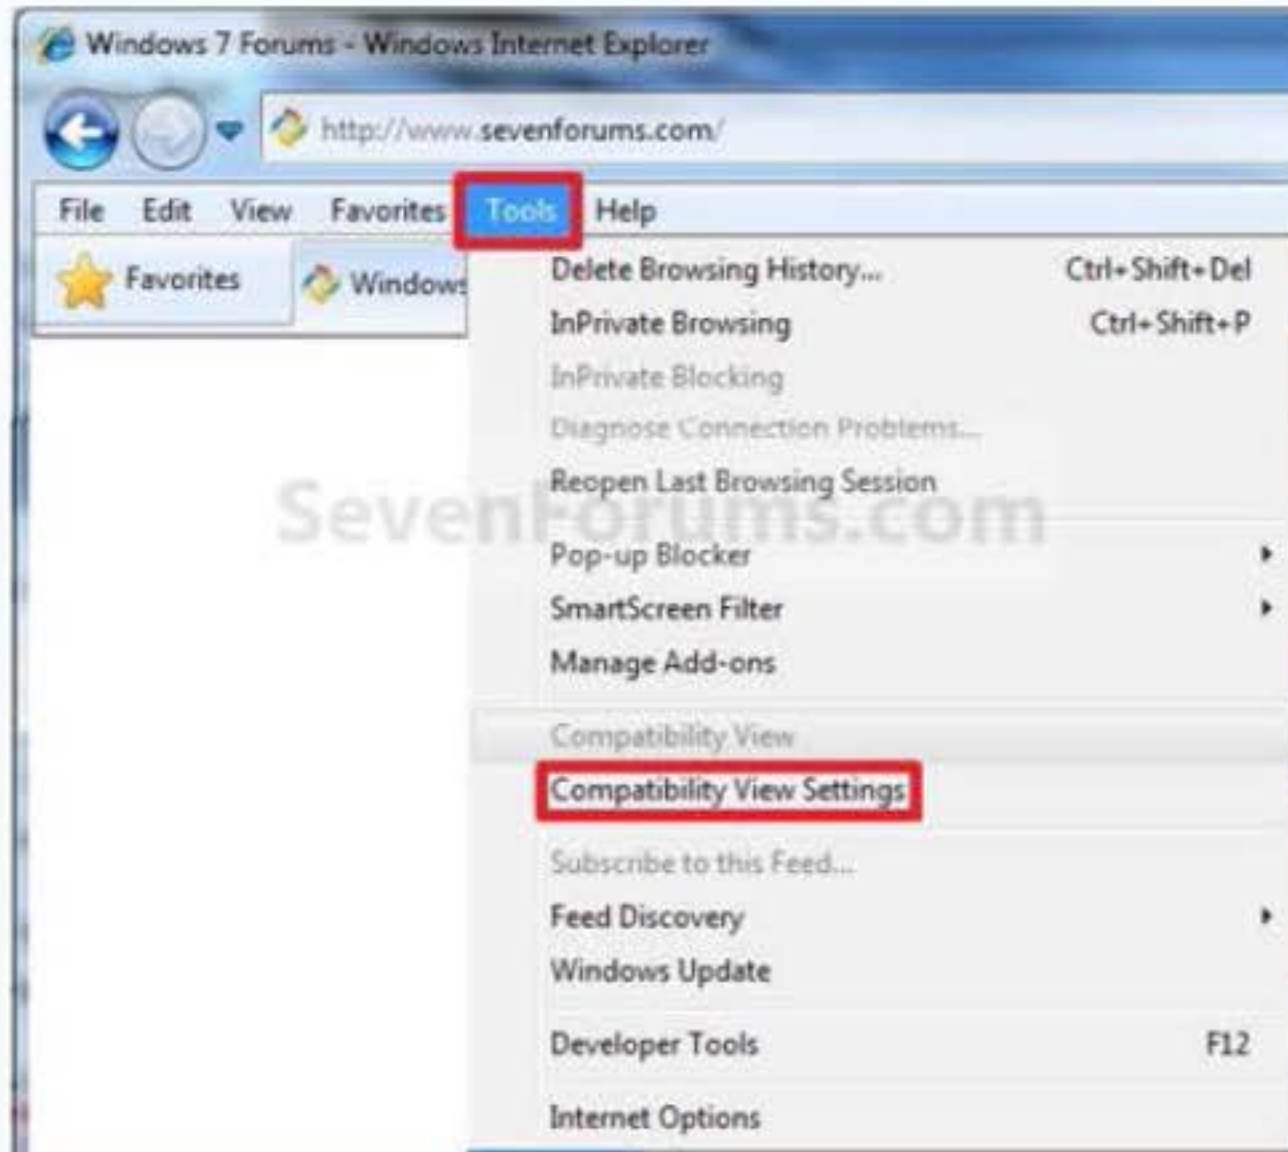 Windows 7 Forums - Windows Internet Explorer
http://www.sevenforums.com/
File Edit View Favorites Tools Help
Favorites Windows
Delete Browsing History... Ctrl+Shift+Del
InPrivate Browsing Ctrl+Shift+P
InPrivate Blocking
Diagnose Connection Problems...
Reopen Last Browsing Session
SevenForums.com
Pop-up Blocker
SmartScreen Filter
Manage Add-ons
Compatibility View
Compatibility View Settings
Subscribe to this Feed...
Feed Discovery
Windows Update
Developer Tools F12
Internet Options